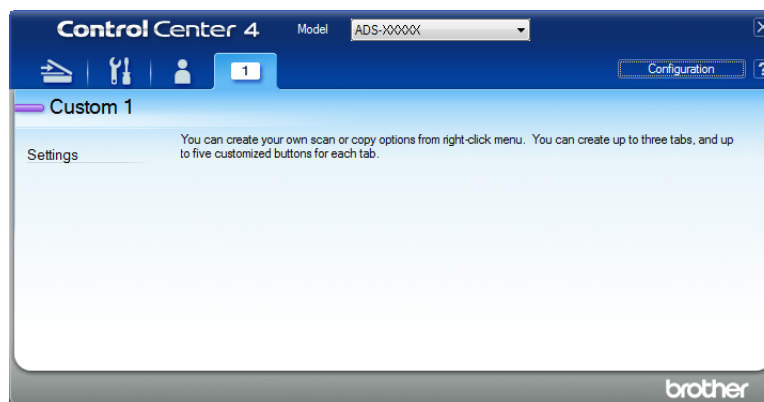 Control Center 4 Model ADS-XXXXX
1 Configuration ?
Custom 1
Settings
You can create your own scan or copy options from right-click menu. You can create up to three tabs, and up
to five customized buttons for each tab.
brother